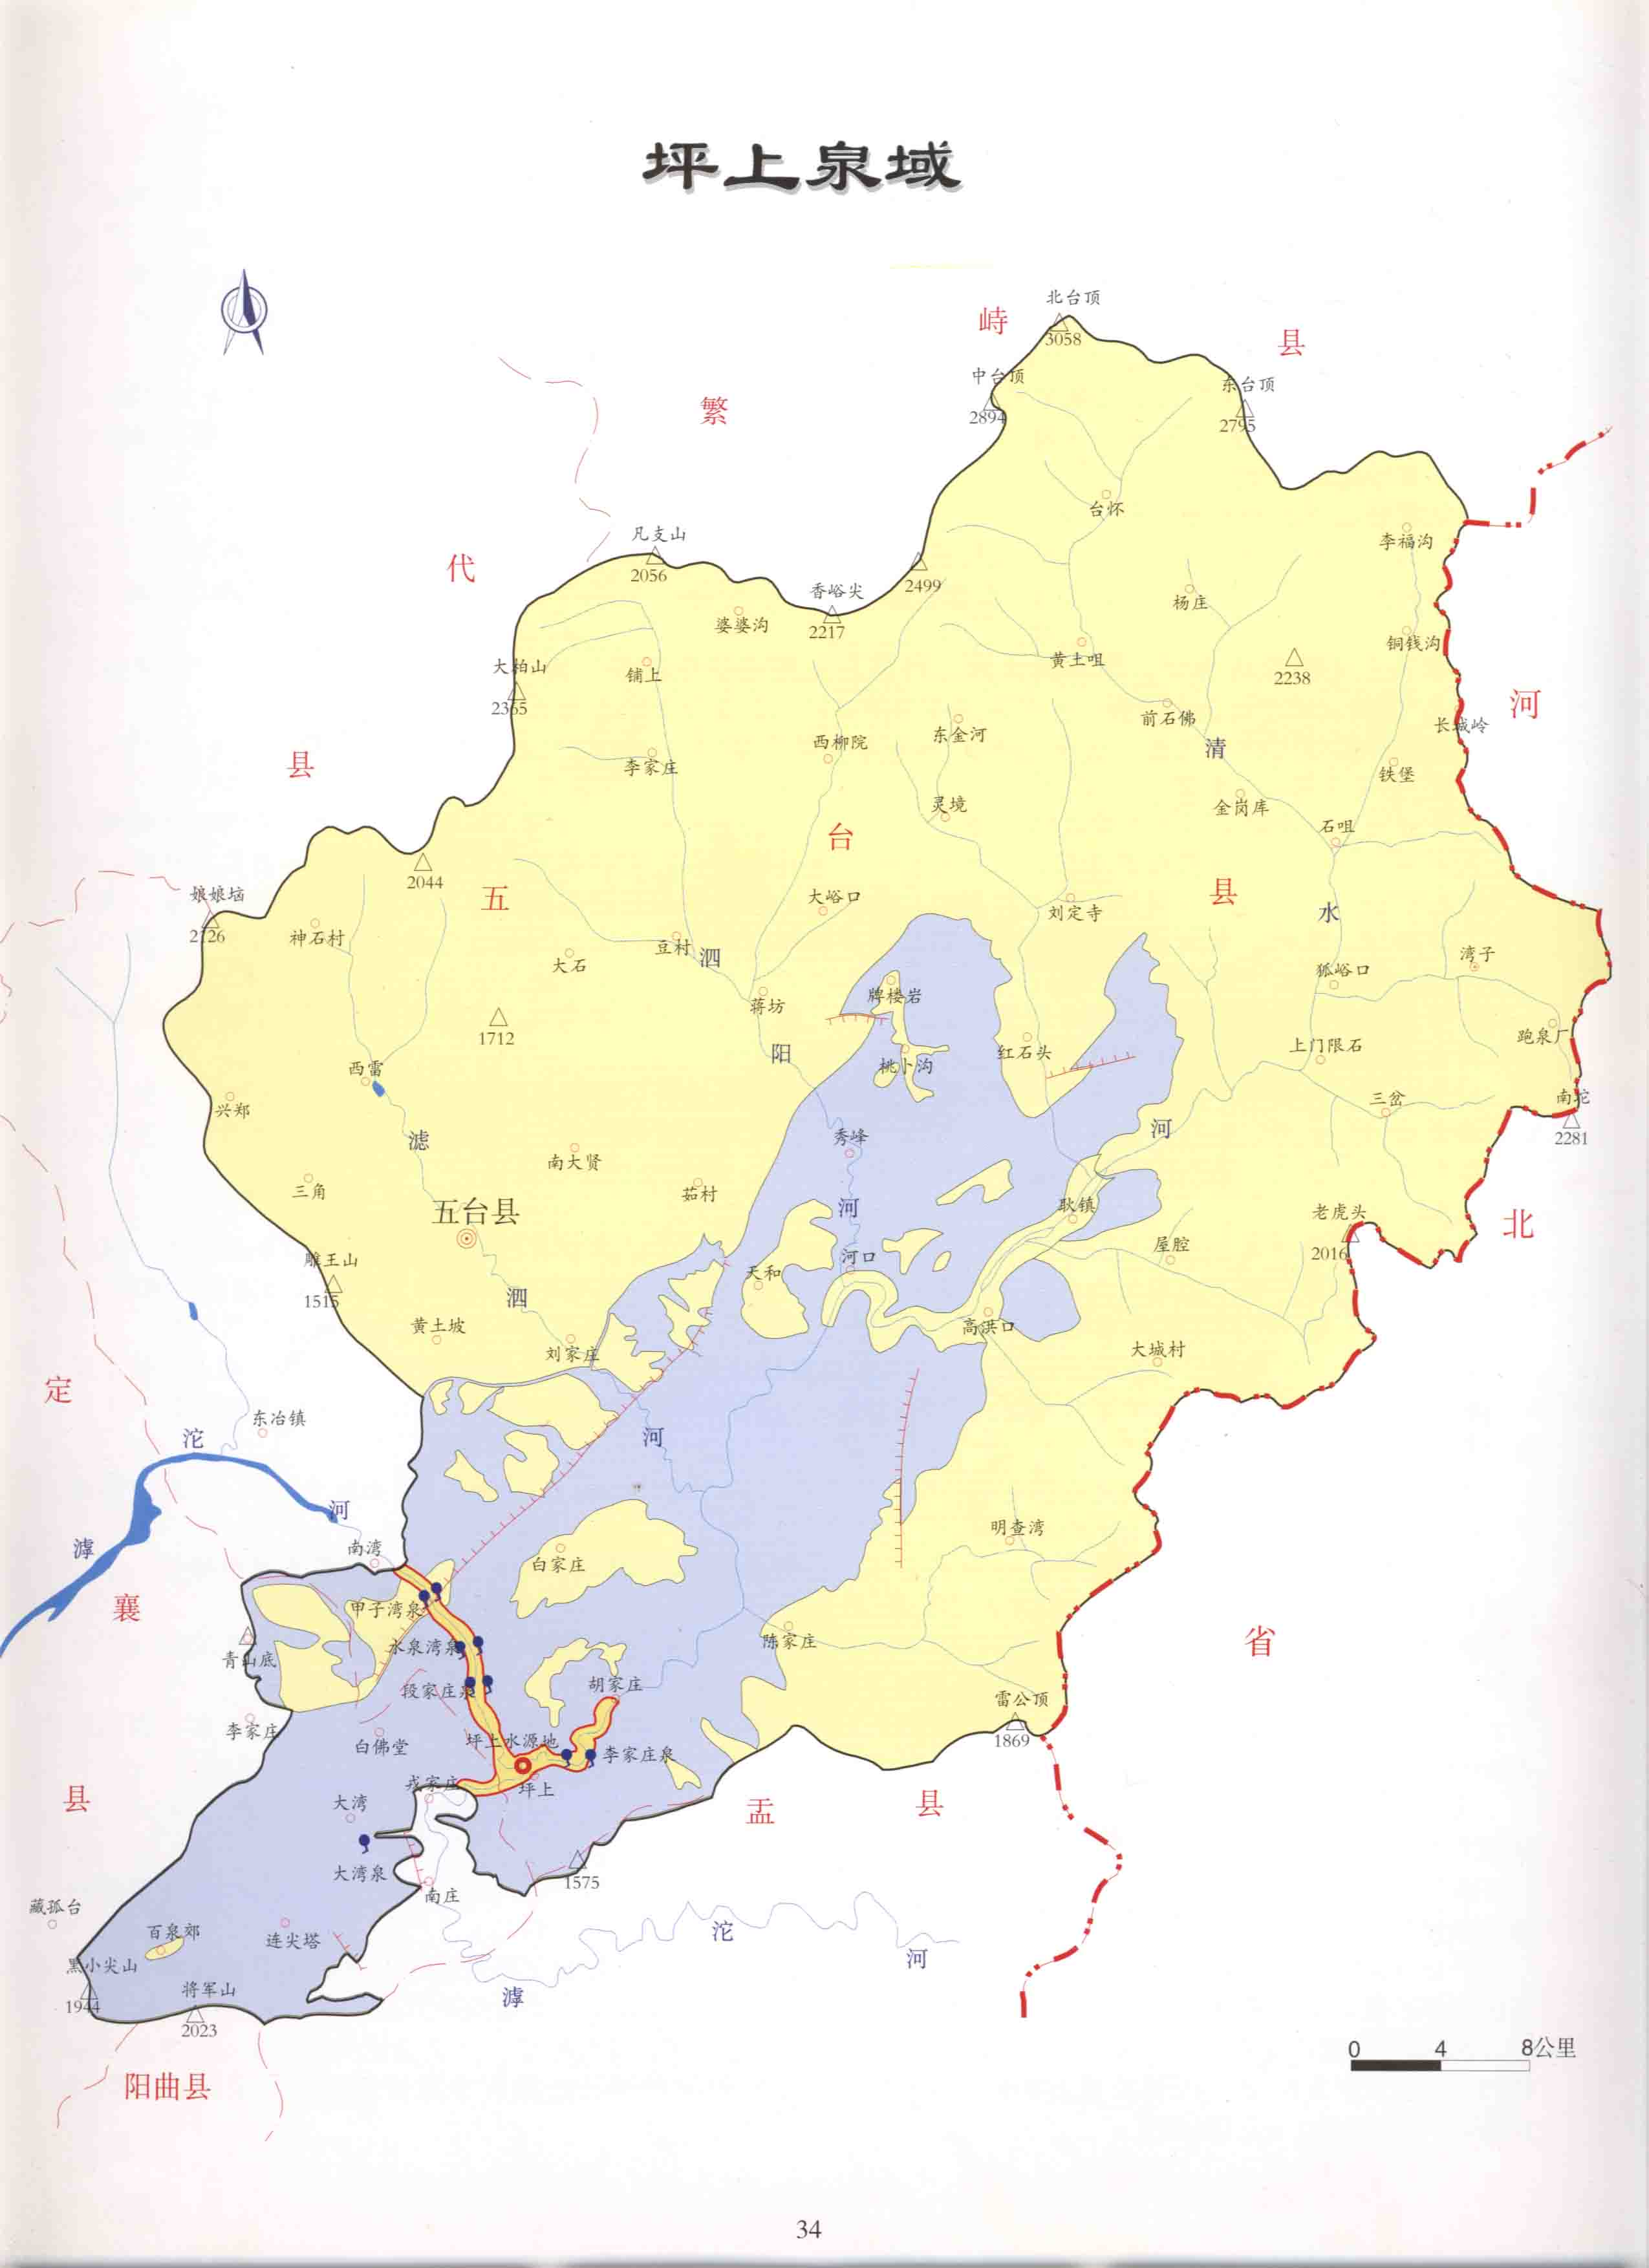 坪上泉域
北台顶
3058
峙
县
中台顶
2894
东台顶
2795
繁
台怀
凡支山
2056
代
李福沟
香峪尖
2217
2499
杨庄
婆婆沟
铜钱沟
大柏山
2365
铺上
黄土咀
2238
河
前石佛
长城岭
东金河
西柳院
清
县
李家庄
铁堡
灵境
金岗库
石咀
台
2044
五
大峪口
县
娘娘垴
2126
神石村
刘定寺
水
豆村
泗
大石
狐峪口
湾子
蒋坊
牌楼岩
1712
跑泉厂
阳
红石头
上门限石
西雷
桃卜沟
兴郑
三岔
南坨
2281
滤
秀峰
河
南大贤
三角
茹村
五台县
河
耿镇
老虎头
2016
北
屋腔
河口
雕王山
1515
天和
泗
黄土坡
高洪口
刘家庄
大城村
定
东冶镇
沱
河
河
滹
南湾
明查湾
白家庄
襄
甲子湾泉
水泉湾泉
陈家庄
省
青山底
段家庄泉
胡家庄
雷公顶
1869
李家庄
白佛堂
坪上水源地
李家庄泉
戎家庄
坪上
县
大湾
盂
县
大湾泉
1575
南庄
藏孤台
百泉郊
连尖塔
沱
河
黑小尖山
1944
将军山
2023
滹
0 4 8公里
阳曲县
34